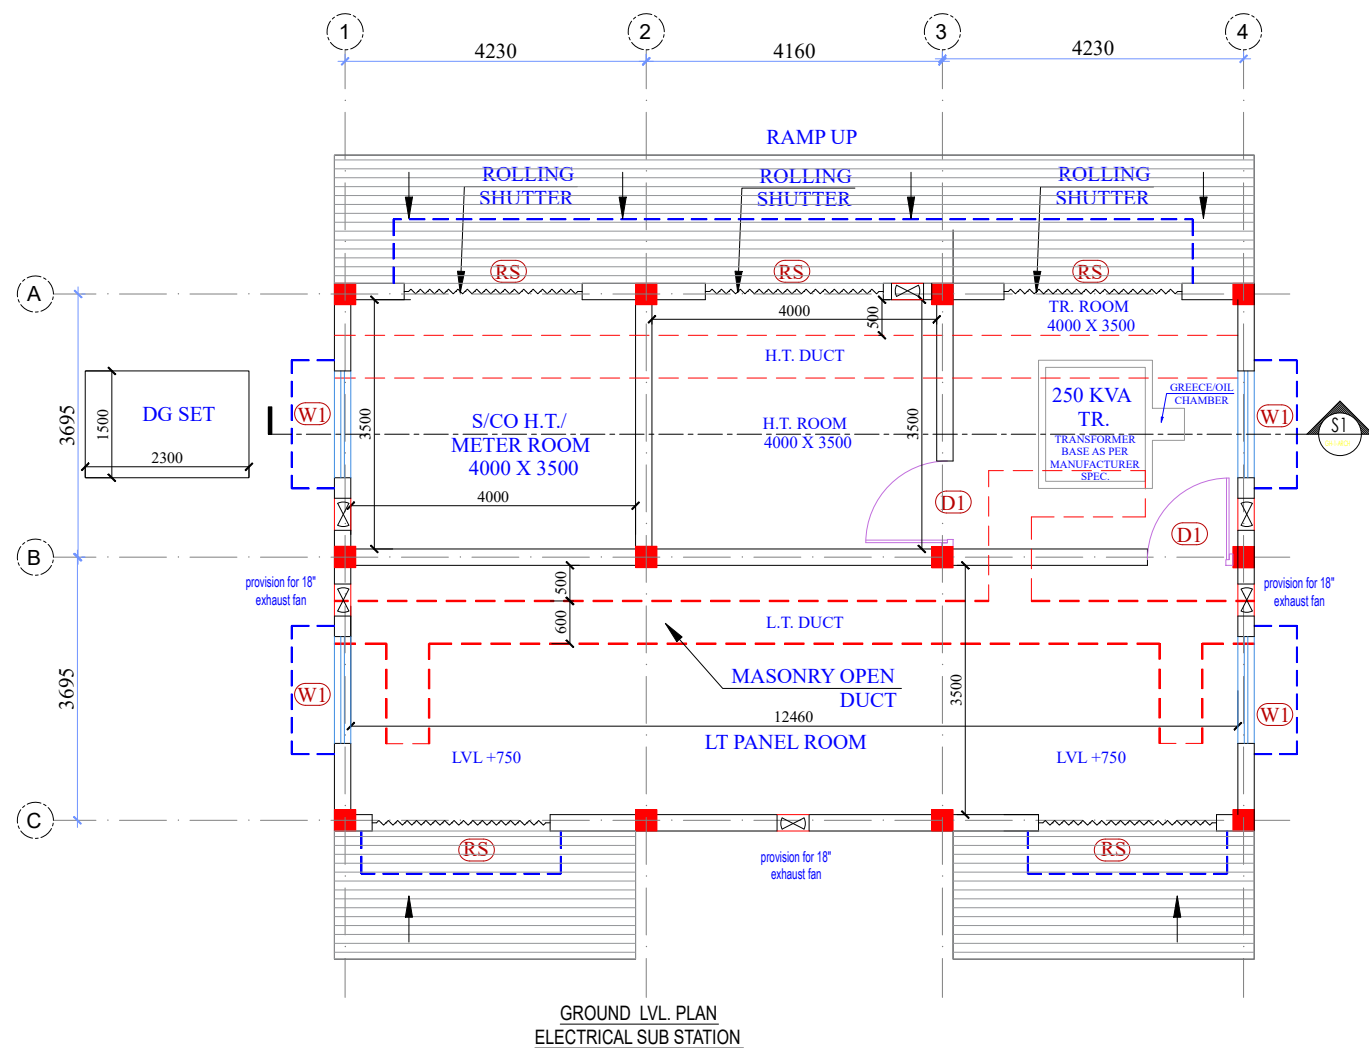 1
2
3
4
4230
4160
4230
RAMP UP
ROLLING
SHUTTER
ROLLING
SHUTTER
ROLLING
SHUTTER
RS
RS
RS
A
4000
500
TR. ROOM
4000 X 3500
H.T. DUCT
3695
1500
DG SET
2300
W1
3500
S/CO H.T./
METER ROOM
4000 X 3500
H.T. ROOM
4000 X 3500
3500
250 KVA
TR.
TRANSFORMER
BASE AS PER
MANUFACTURER
SPEC.
GREECE/OIL
CHAMBER
W1
S1
4000
D1
D1
B
provision for 18"
exhaust fan
500
600
L.T. DUCT
provision for 18"
exhaust fan
3695
W1
MASONRY OPEN
DUCT
3500
W1
12460
LT PANEL ROOM
LVL +750
LVL +750
C
RS
provision for 18"
exhaust fan
RS
GROUND LVL. PLAN
ELECTRICAL SUB STATION